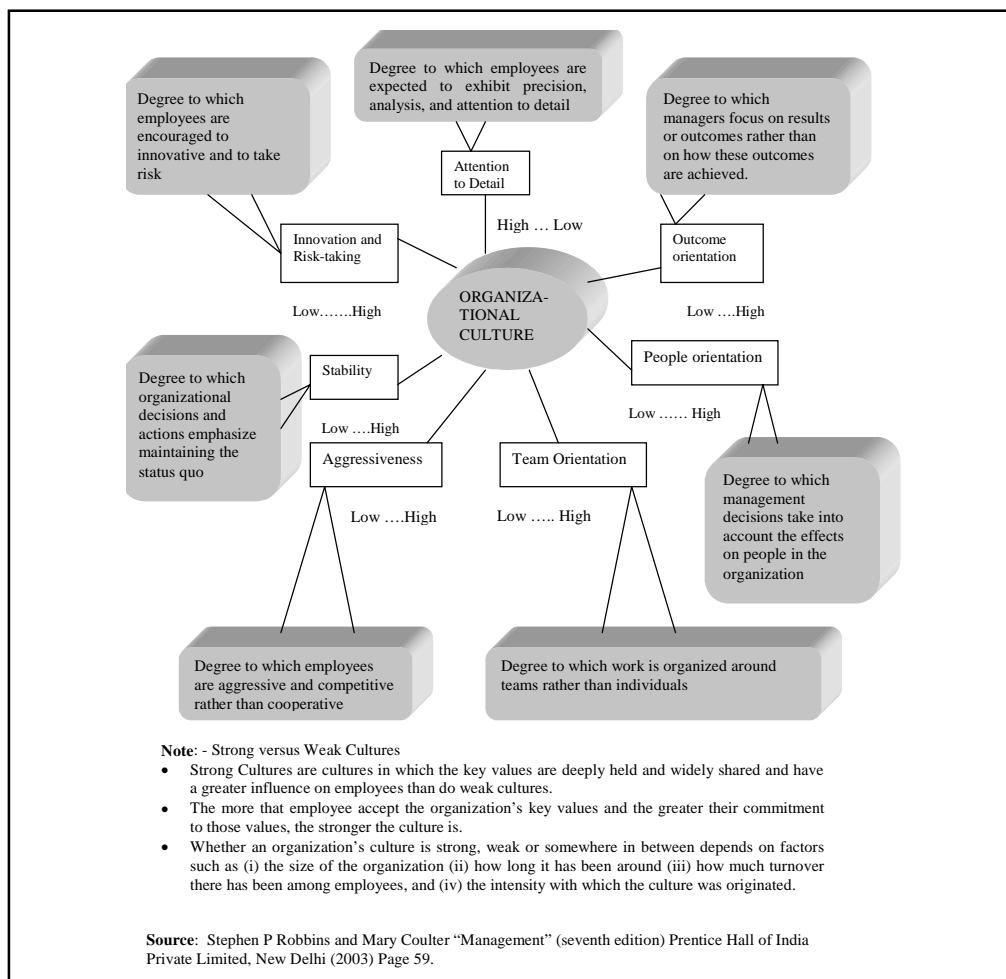 Degree to which employees are
expected to exhibit precision,
analysis, and attention to detail
Degree to which
employees are
encouraged to
innovative and to take
risk
Degree to which
managers focus on results
or outcomes rather than
on how these outcomes
are achieved.
Attention
to Detail
High … Low
Innovation and
Risk-taking
Outcome
orientation
Low…….High
ORGANIZA-
TIONAL
CULTURE
Low ….High
Stability
People orientation
Degree to which
organizational
decisions and
actions emphasize
maintaining the
status quo
Low ….High
Low …… High
Aggressiveness
Team Orientation
Low ….High
Low ….. High
Degree to which
management
decisions take into
account the effects
on people in the
organization
Degree to which employees
are aggressive and competitive
rather than cooperative
Degree to which work is organized around
teams rather than individuals
Note: - Strong versus Weak Cultures
• Strong Cultures are cultures in which the key values are deeply held and widely shared and have
a greater influence on employees than do weak cultures.
• The more that employee accept the organization's key values and the greater their commitment
to those values, the stronger the culture is.
• Whether an organization's culture is strong, weak or somewhere in between depends on factors
such as (i) the size of the organization (ii) how long it has been around (iii) how much turnover
there has been among employees, and (iv) the intensity with which the culture was originated.
Source: Stephen P Robbins and Mary Coulter “Management” (seventh edition) Prentice Hall of India
Private Limited, New Delhi (2003) Page 59.